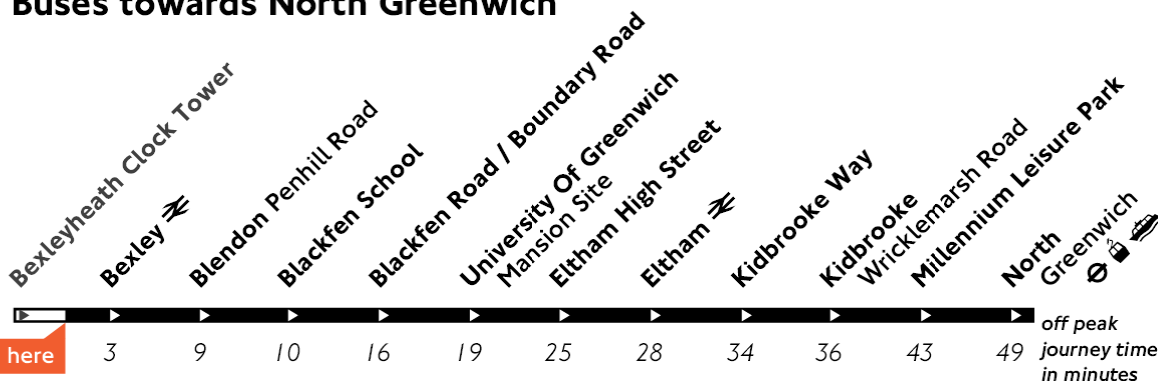 Buses towards North Greenwich
Bexleyheath Clock Tower
Bexley
Blendon Penhill Road
Blackfen School
Blackfen Road / Boundary Road
University Of Greenwich
Mansion Site
Eltham High Street
Eltham
Kidbrooke Way
Kidbrooke
Wricklemarsh Road
Millennium Leisure Park
North
Greenwich
here
3
9
10
16
19
25
28
34
36
43
49
off peak
journey time
in minutes